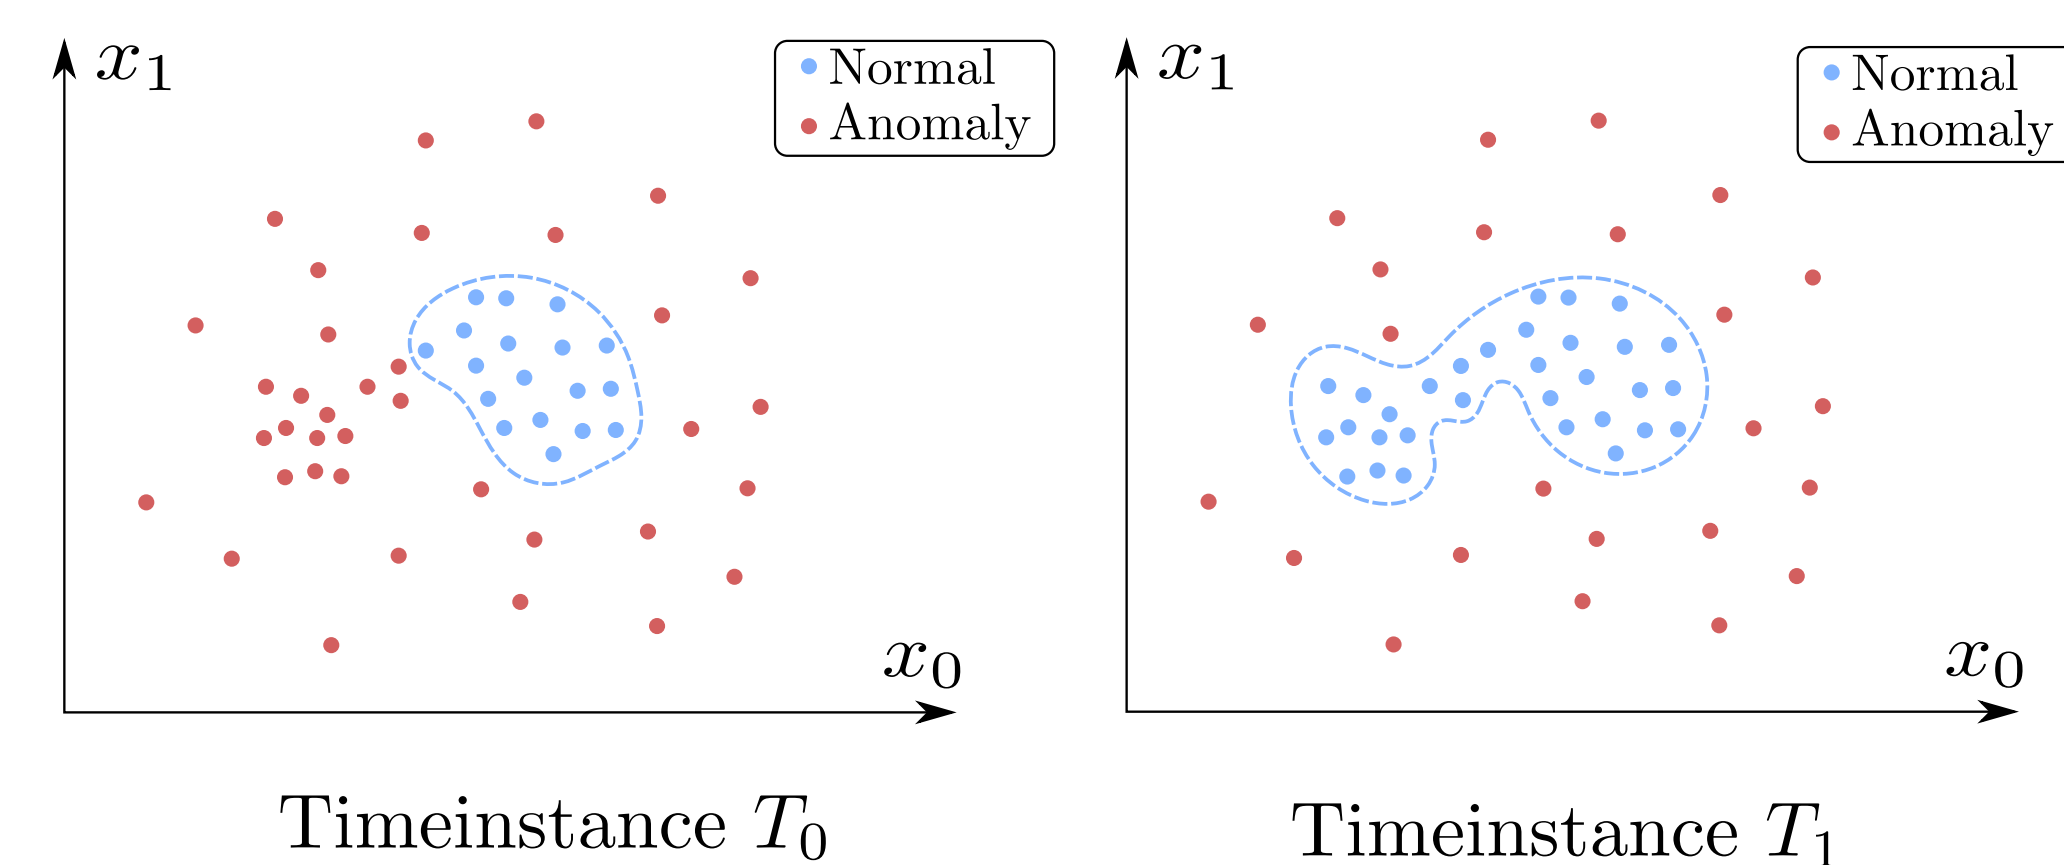 x₁
Normal
Anomaly
x₀
Timeinstance T₀
x₁
Normal
Anomaly
x₀
Timeinstance T₁